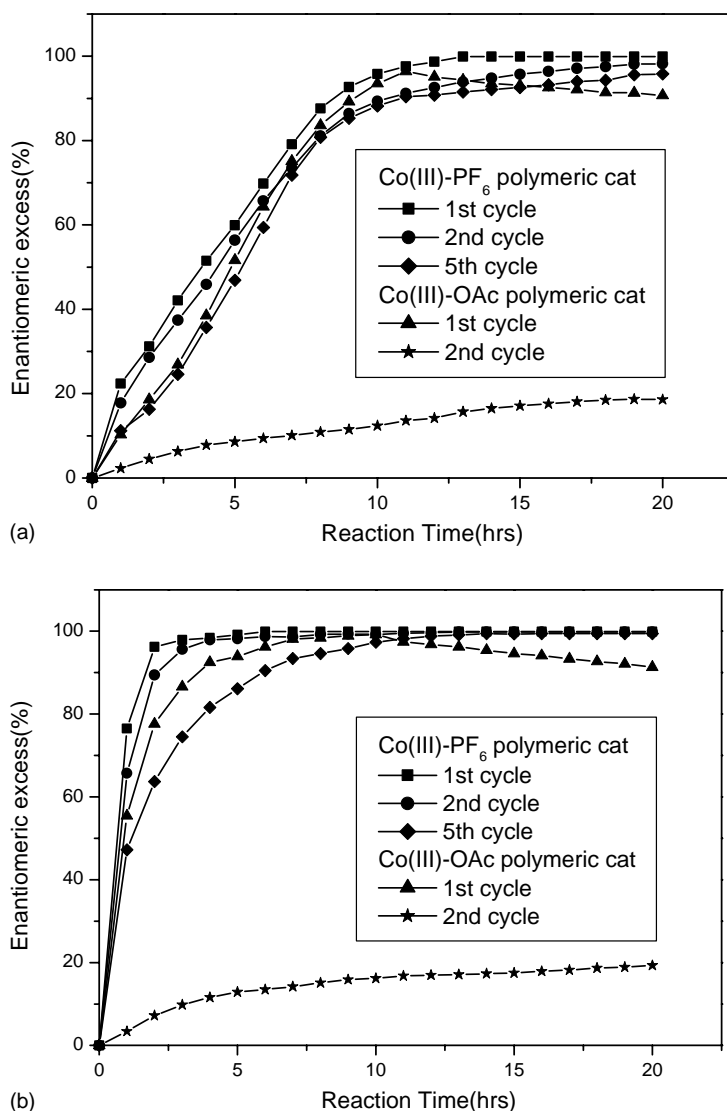 100
80
60
40
20
0
Enantiomeric excess(%)
Co(III)-PF6 polymeric cat
1st cycle
2nd cycle
5th cycle
Co(III)-OAc polymeric cat
1st cycle
2nd cycle
0 5 10 15 20
(a) Reaction Time(hrs)
100
80
60
40
20
0
Enantiomeric excess(%)
Co(III)-PF6 polymeric cat
1st cycle
2nd cycle
5th cycle
Co(III)-OAc polymeric cat
1st cycle
2nd cycle
0 5 10 15 20
(b) Reaction Time(hrs)